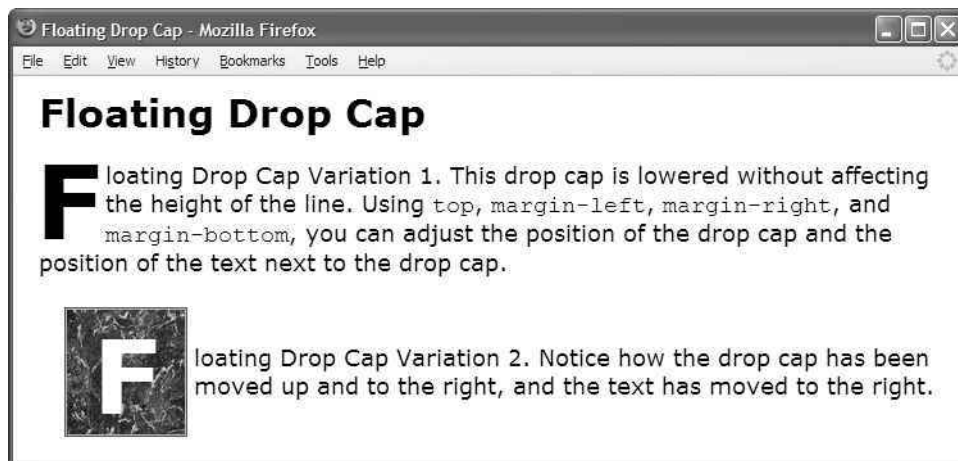 Floating Drop Cap - Mozilla Firefox
File Edit View History Bookmarks Tools Help
Floating Drop Cap
Floating Drop Cap Variation 1. This drop cap is lowered without affecting
the height of the line. Using top, margin-left, margin-right, and
margin-bottom, you can adjust the position of the drop cap and the
position of the text next to the drop cap.
Floating Drop Cap Variation 2. Notice how the drop cap has been
moved up and to the right, and the text has moved to the right.